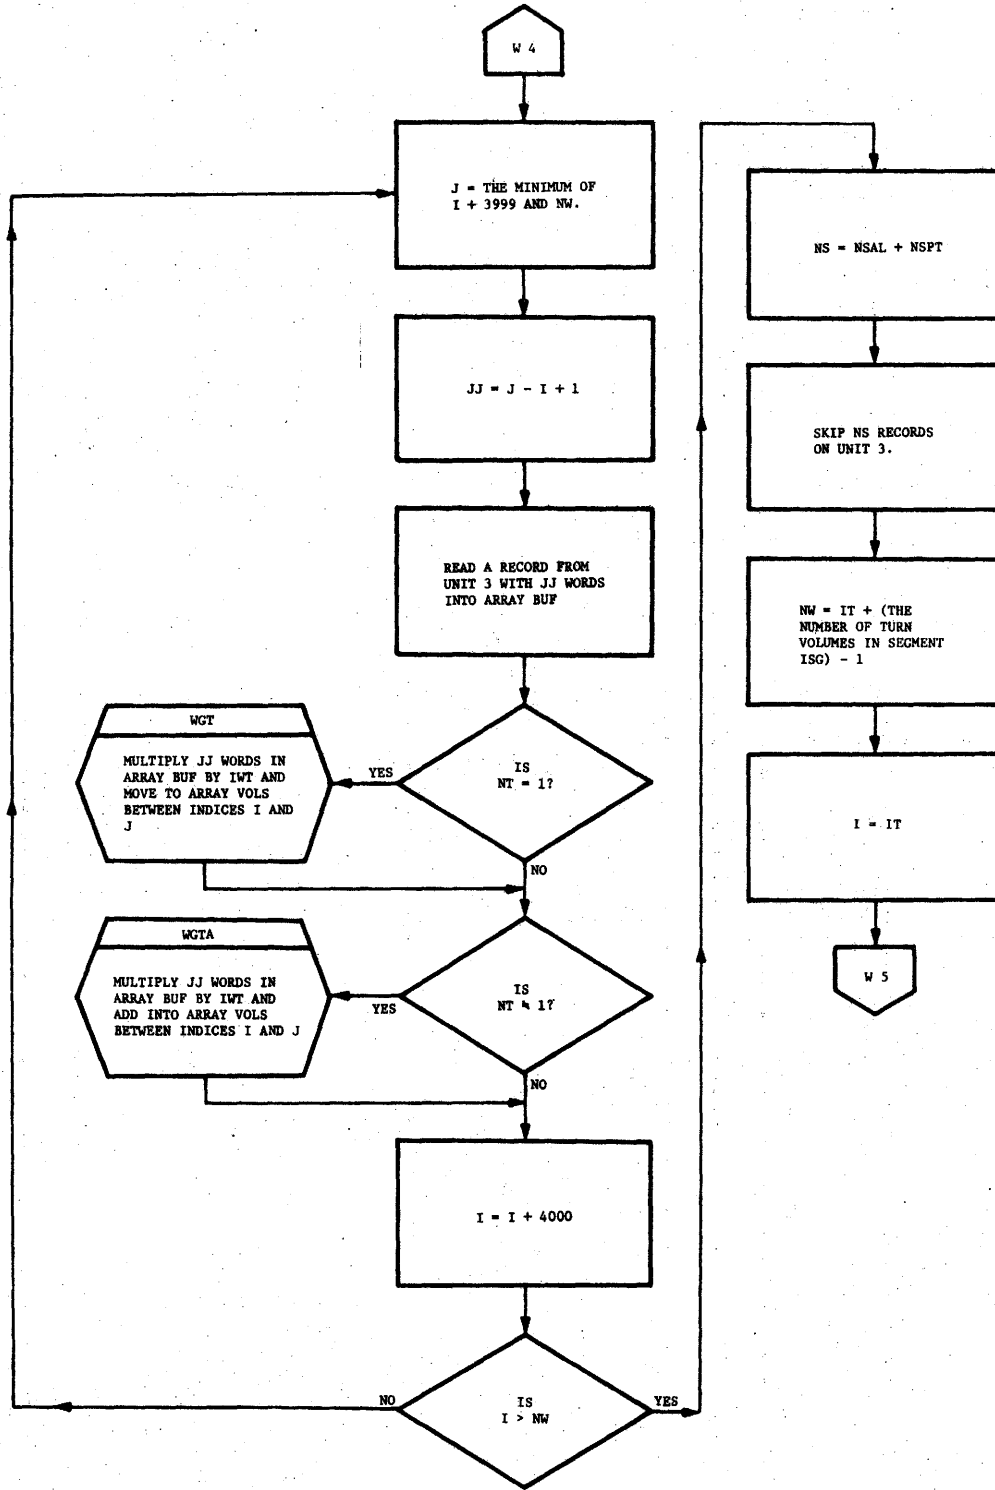 W 4
J = THE MINIMUM OF
I + 3999 AND NW.
JJ = J - I + 1
READ A RECORD FROM
UNIT 3 WITH JJ WORDS
INTO ARRAY BUF
IS
NT = 1?
YES
NO
WGT
MULTIPLY JJ WORDS IN
ARRAY BUF BY IWT AND
MOVE TO ARRAY VOLS
BETWEEN INDICES I AND
J
IS
NT ≠ 1?
YES
NO
WGTA
MULTIPLY JJ WORDS IN
ARRAY BUF BY IWT AND
ADD INTO ARRAY VOLS
BETWEEN INDICES I AND J
I = I + 4000
IS
I > NW
NO
YES
NS = NSAL + NSPT
SKIP NS RECORDS
ON UNIT 3.
NW = IT + (THE
NUMBER OF TURN
VOLUMES IN SEGMENT
ISG) - 1
I = IT
W 5